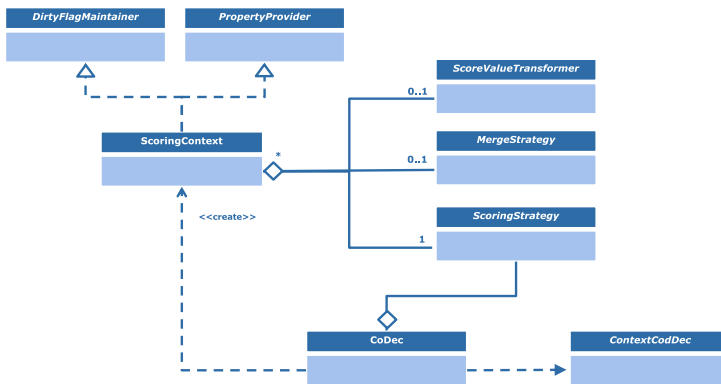 DirtyFlagMaintainer
PropertyProvider
ScoreValueTransformer
0..1
ScoringContext
*
MergeStrategy
0..1
<<create>>
ScoringStrategy
1
CoDec
ContextCodDec